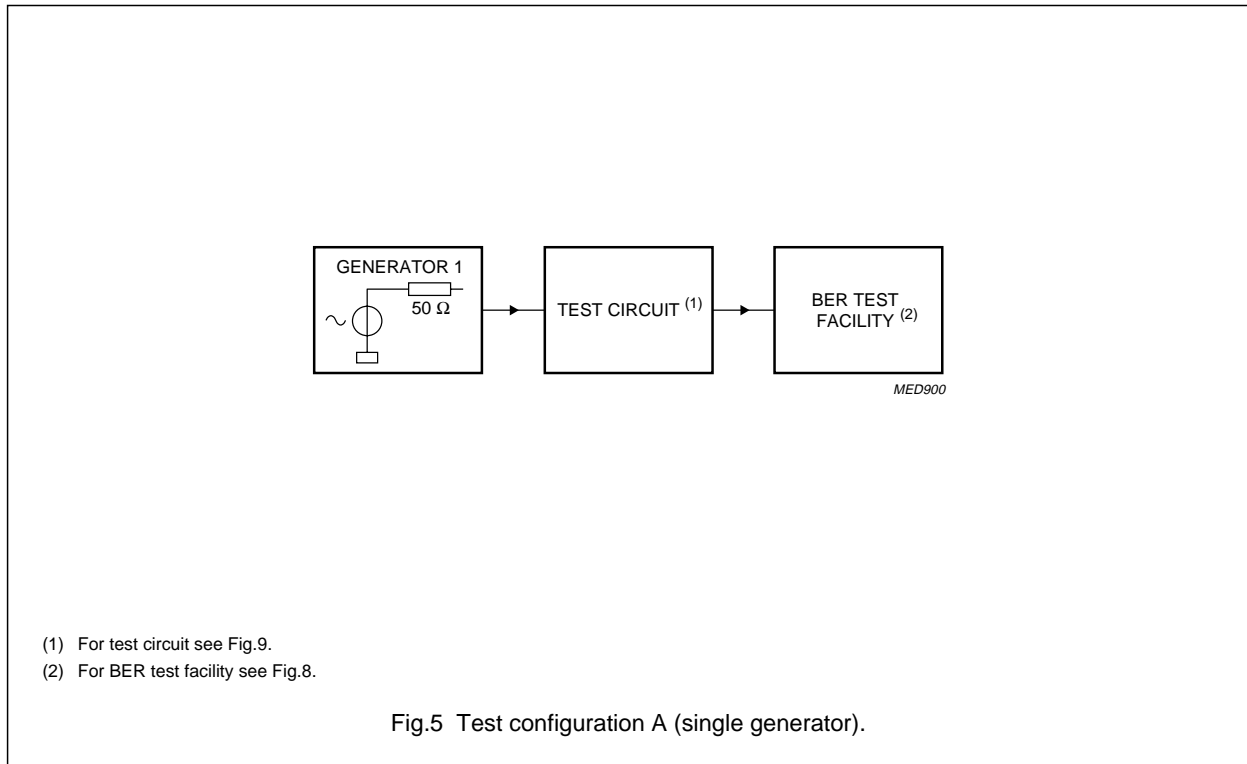 GENERATOR 1
50 Ω
TEST CIRCUIT (1)
BER TEST
FACILITY (2)
MED900
(1) For test circuit see Fig.9.
(2) For BER test facility see Fig.8.
Fig.5 Test configuration A (single generator).